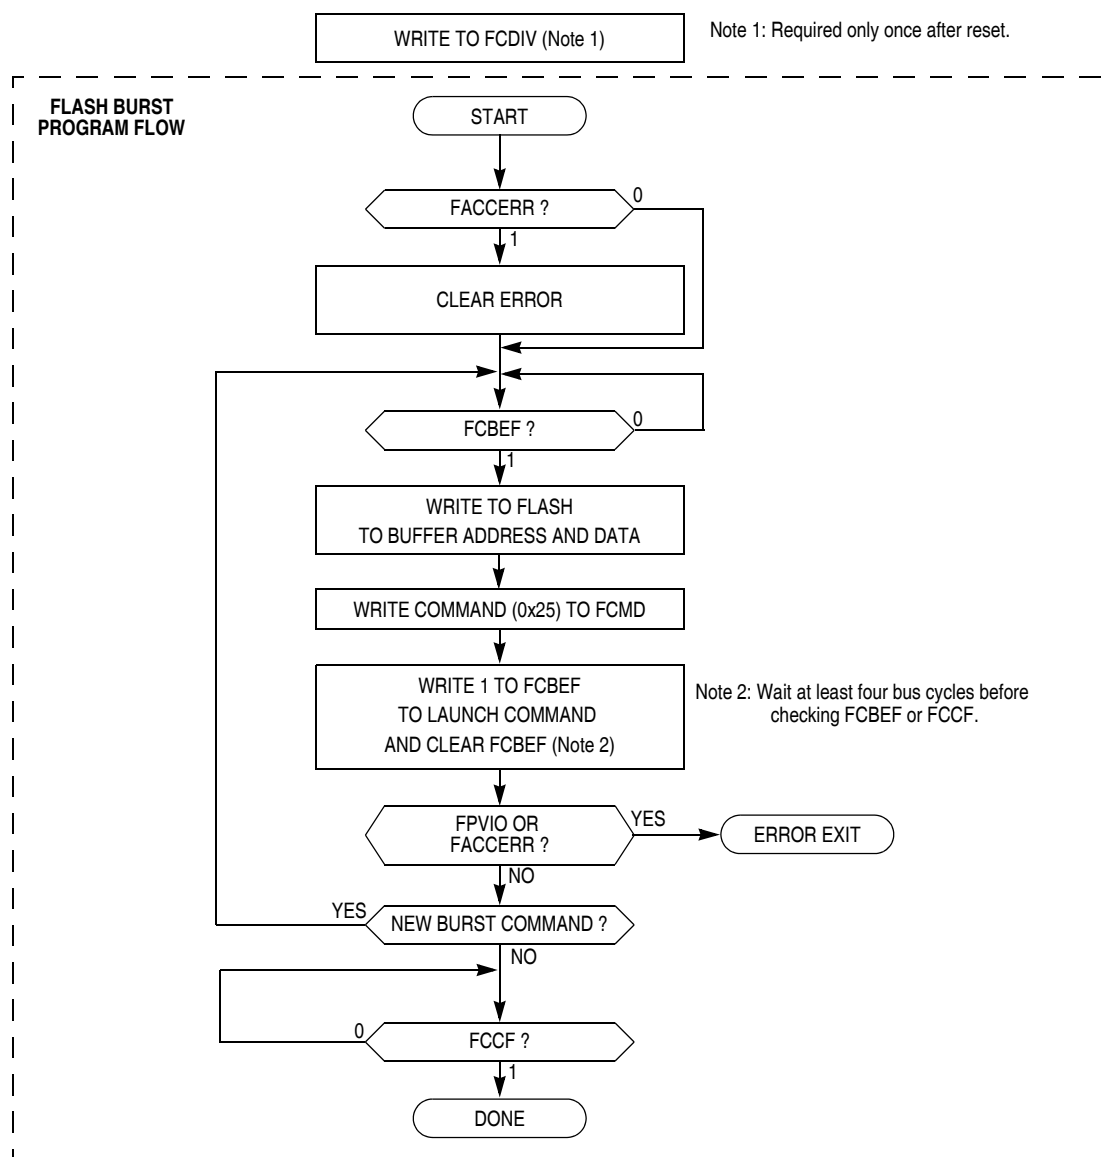 WRITE TO FCDIV (Note 1)
Note 1: Required only once after reset.
FLASH BURST
PROGRAM FLOW
START
FACCERR ?
0
1
CLEAR ERROR
FCBEF ?
0
1
WRITE TO FLASH
TO BUFFER ADDRESS AND DATA
WRITE COMMAND (0x25) TO FCMD
WRITE 1 TO FCBEF
TO LAUNCH COMMAND
AND CLEAR FCBEF (Note 2)
Note 2: Wait at least four bus cycles before
checking FCBEF or FCCF.
FPVIO OR
FACCERR ?
YES
ERROR EXIT
NO
YES
NEW BURST COMMAND ?
NO
0
FCCF ?
1
DONE